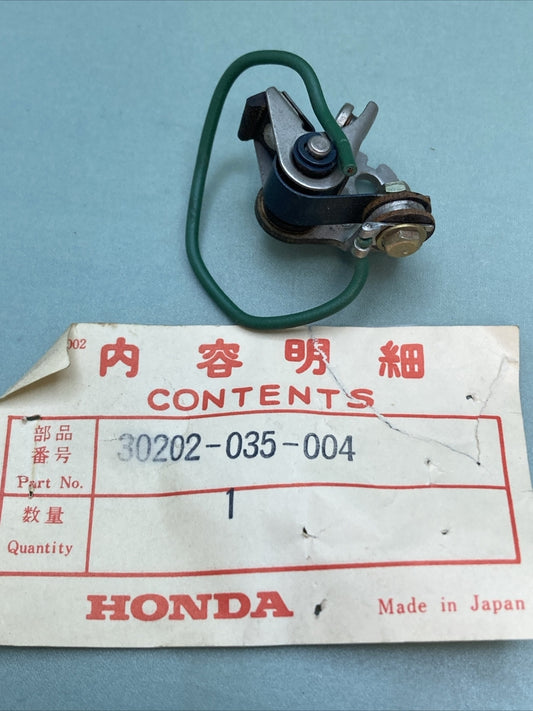 002
内容明細
CONTENTS
部品
番号
Part No.
30202-035-004
数量
Quantity
1
HONDA
Made in Japan